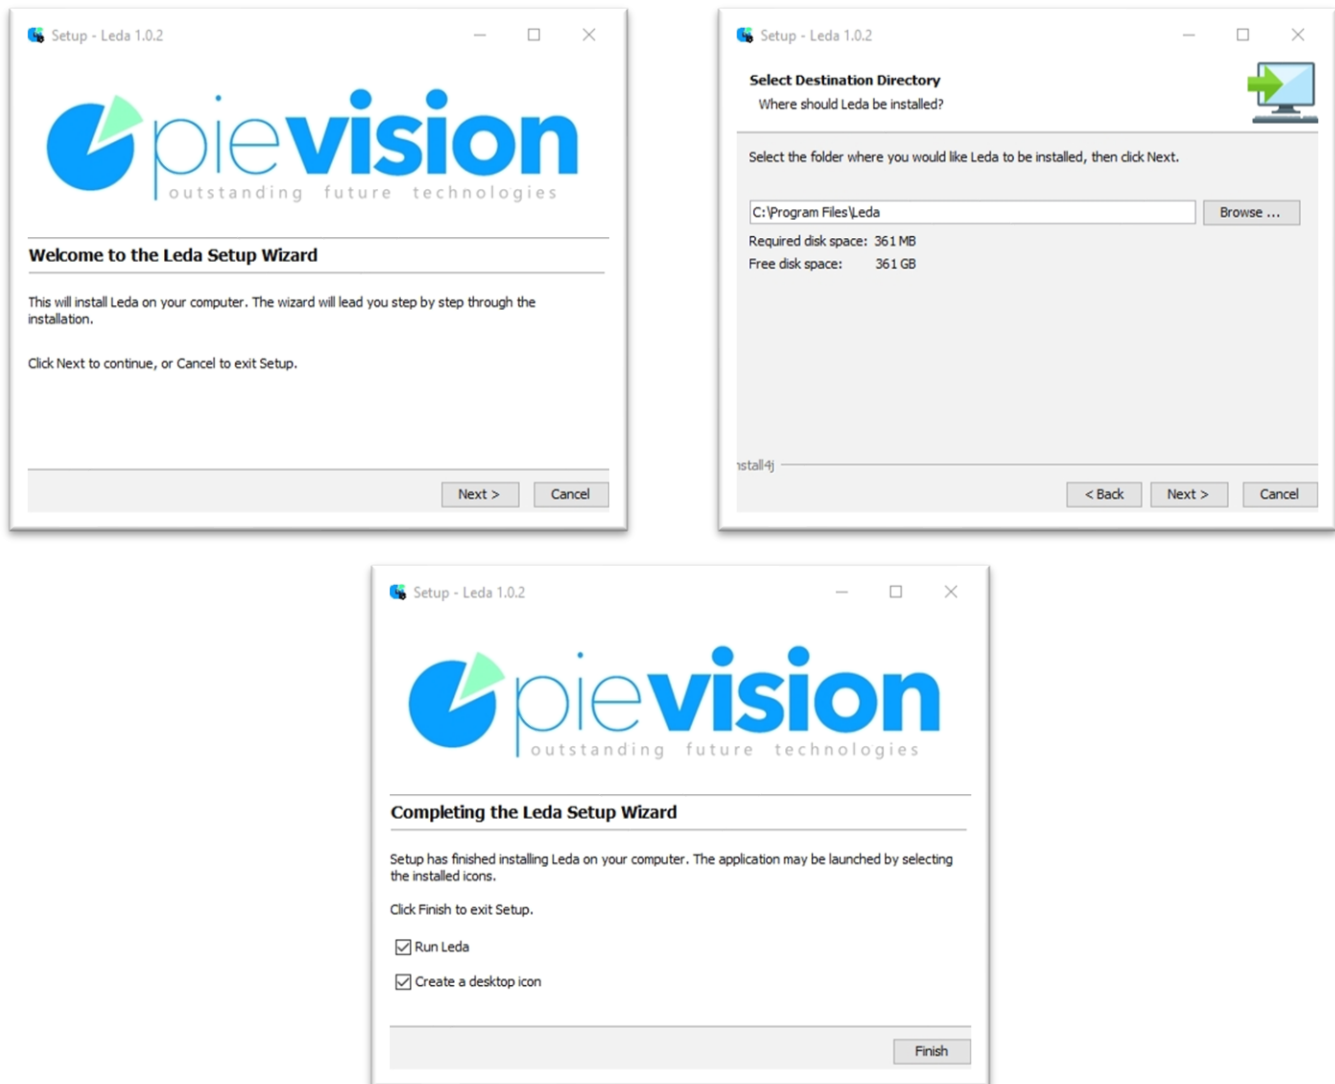 Setup - Leda 1.0.2
pievision
outstanding future technologies
Welcome to the Leda Setup Wizard
This will install Leda on your computer. The wizard will lead you step by step through the
installation.
Click Next to continue, or Cancel to exit Setup.
Next >
Cancel
Setup - Leda 1.0.2
Select Destination Directory
Where should Leda be installed?
Select the folder where you would like Leda to be installed, then click Next.
C:\Program Files\Leda
Browse ...
Required disk space: 361 MB
Free disk space: 361 GB
nstall4j
< Back
Next >
Cancel
Setup - Leda 1.0.2
pievision
outstanding future technologies
Completing the Leda Setup Wizard
Setup has finished installing Leda on your computer. The application may be launched by selecting
the installed icons.
Click Finish to exit Setup.
Run Leda
Create a desktop icon
Finish